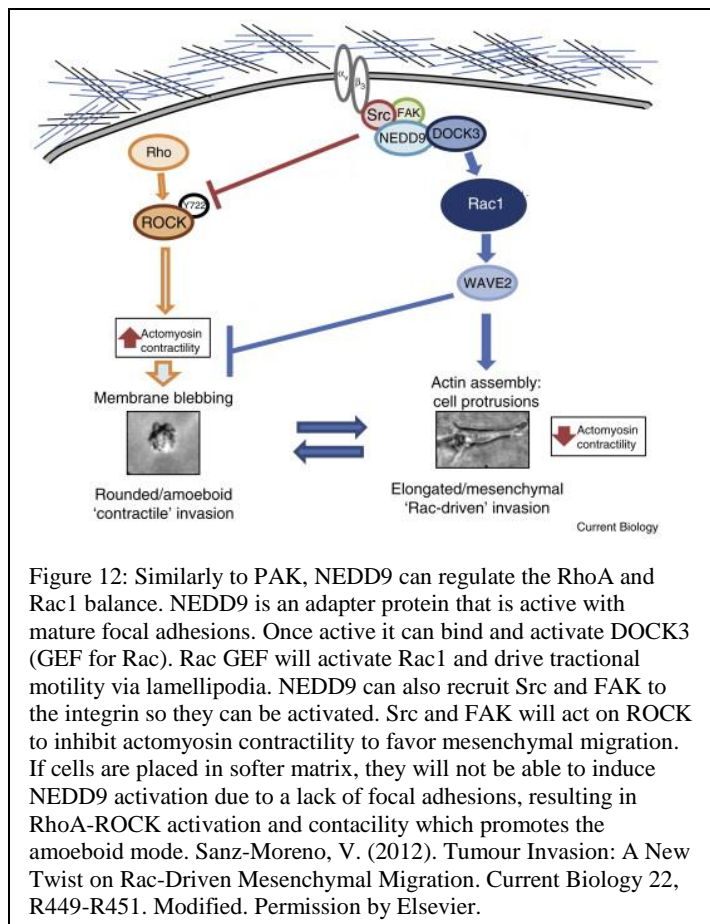 αv
β3
Src
FAK
NEDD9
DOCK3
Rho
Y722
ROCK
Rac1
WAVE2
Actomyosin
contractility
Membrane blebbing
Actin assembly:
cell protrusions
Actomyosin
contractility
Rounded/amoeboid
'contractile' invasion
Elongated/mesenchymal
'Rac-driven' invasion
Current Biology
Figure 12: Similarly to PAK, NEDD9 can regulate the RhoA and
Rac1 balance. NEDD9 is an adapter protein that is active with
mature focal adhesions. Once active it can bind and activate DOCK3
(GEF for Rac). Rac GEF will activate Rac1 and drive tractional
motility via lamellipodia. NEDD9 can also recruit Src and FAK to
the integrin so they can be activated. Src and FAK will act on ROCK
to inhibit actomyosin contractility to favor mesenchymal migration.
If cells are placed in softer matrix, they will not be able to induce
NEDD9 activation due to a lack of focal adhesions, resulting in
RhoA-ROCK activation and contacility which promotes the
amoeboid mode. Sanz-Moreno, V. (2012). Tumour Invasion: A New
Twist on Rac-Driven Mesenchymal Migration. Current Biology 22,
R449-R451. Modified. Permission by Elsevier.